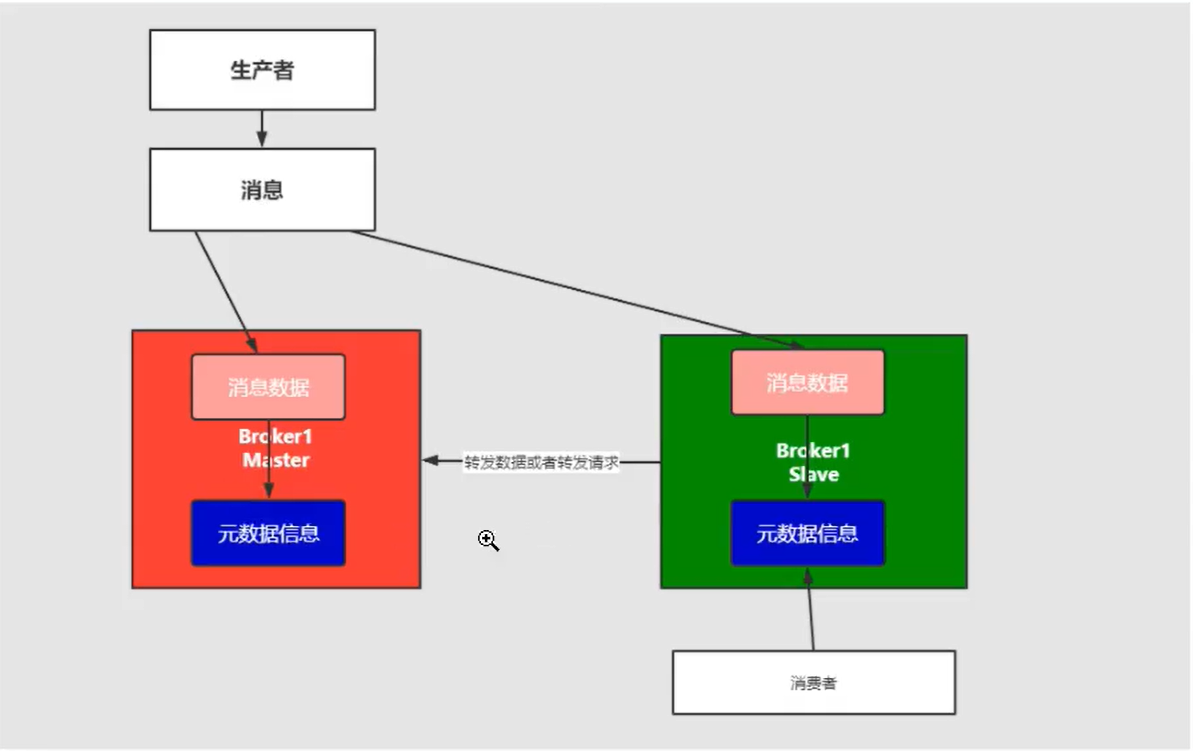 生产者
消息
消息数据
Broker1
Master
元数据信息
转发数据或者转发请求
消息数据
Broker1
Slave
元数据信息
消费者